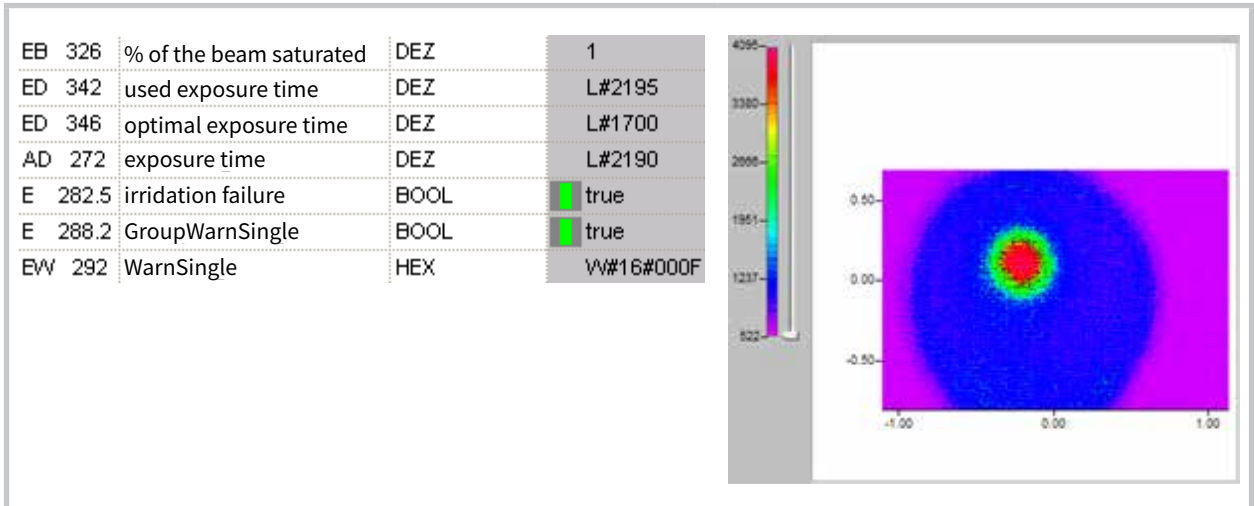 EB 326 % of the beam saturated DEZ 1
ED 342 used exposure time DEZ L#2195
ED 346 optimal exposure time DEZ L#1700
AD 272 exposure time DEZ L#2190
E 282.5 irridation failure BOOL true
E 288.2 GroupWarnSingle BOOL true
EW 292 WarnSingle HEX W#16#000F
4095
3380
2666
1951
1237
522
0.50
0.00
-0.50
-1.00 0.00 1.00